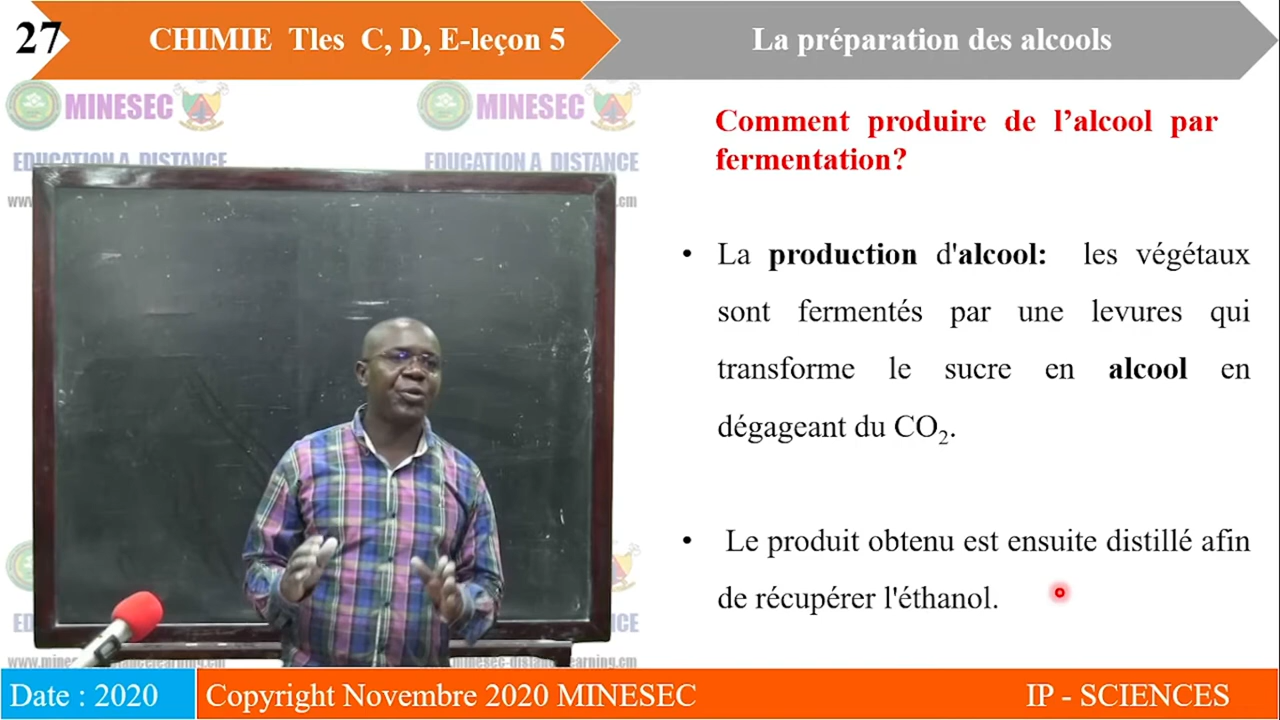 27
CHIMIE Tles C, D, E-leçon 5
La préparation des alcools
MINESEC
MINESEC
EDUCATION A DISTANCE
EDUCATION A DISTANCE
Comment produire de l’alcool par
fermentation?
• La production d'alcool: les végétaux
sont fermentés par une levures qui
transforme le sucre en alcool en
dégageant du CO₂.
• Le produit obtenu est ensuite distillé afin
de récupérer l'éthanol.
Date : 2020
Copyright Novembre 2020 MINESEC
IP - SCIENCES